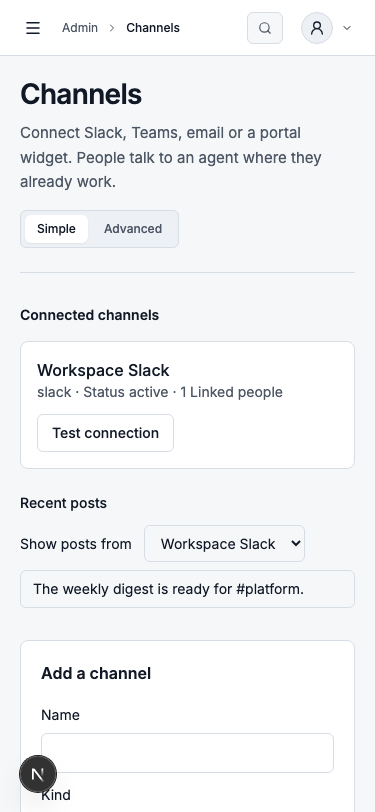 Admin > Channels
Channels
Connect Slack, Teams, email or a portal
widget. People talk to an agent where they
already work.
Simple Advanced
Connected channels
Workspace Slack
slack · Status active · 1 Linked people
Test connection
Recent posts
Show posts from Workspace Slack
The weekly digest is ready for #platform.
Add a channel
Name
N
Kind